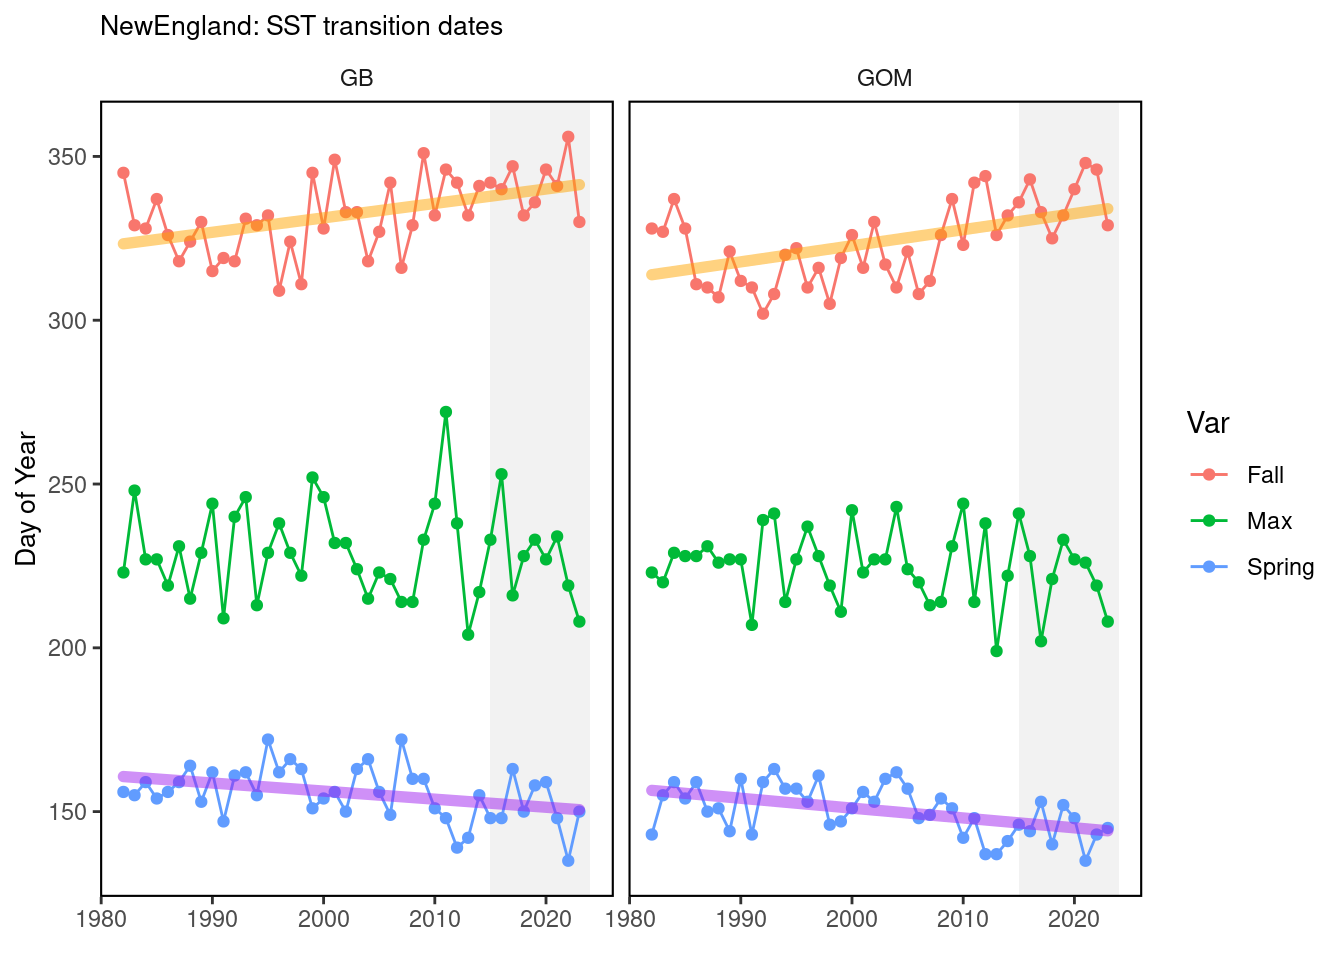 NewEngland: SST transition dates
GB
GOM
Day of Year
350
300
250
200
150
1980
1990
2000
2010
2020
1980
1990
2000
2010
2020
Var
Fall
Max
Spring